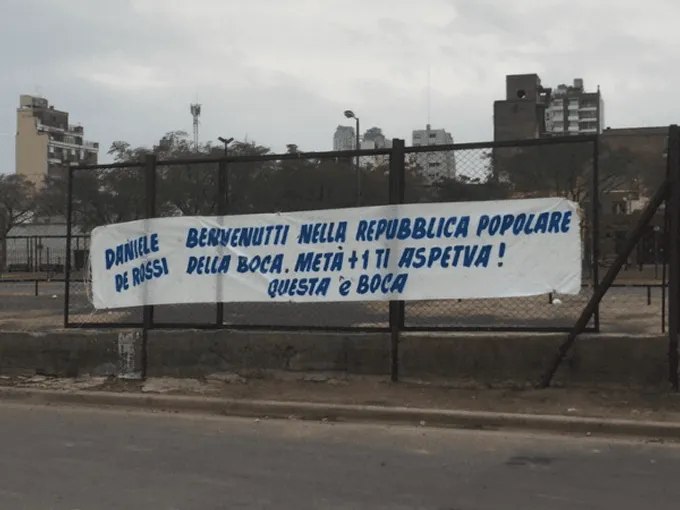 DANIELE
DE ROSSI
BENVENUTTI NELLA REPUBBLICA POPOLARE
DELLA BOCA. METÀ +1 TI ASPETVA!
QUESTA è BOCA